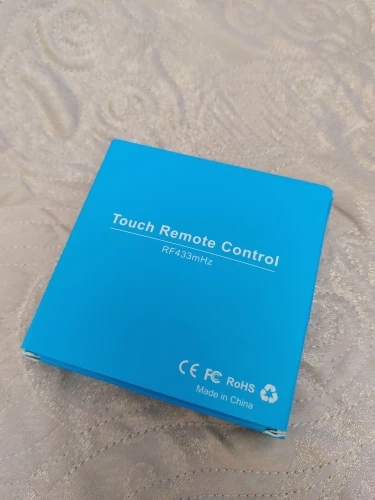 Touch Remote Control
RF433mHz
CE FC RoHS
Made in China